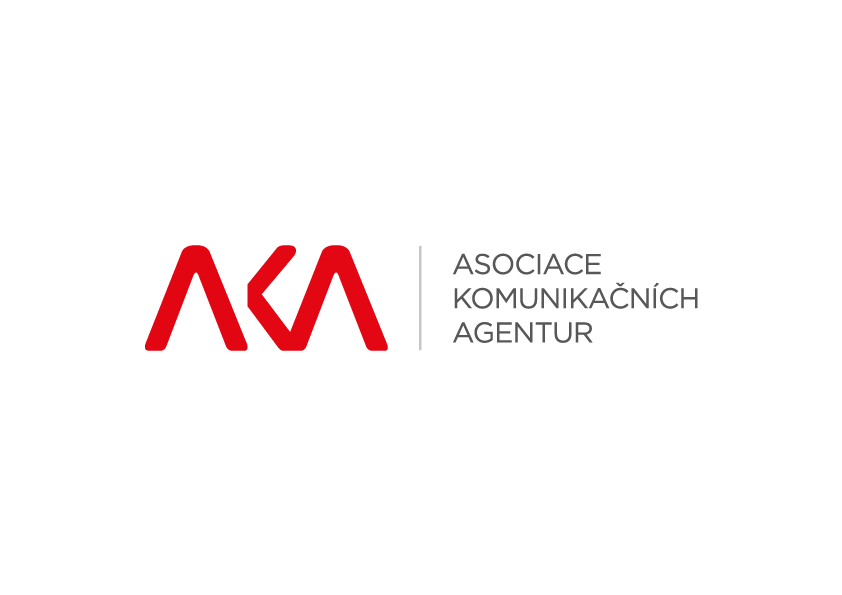 AKA
ASOCIACE
KOMUNIKAČNÍCH
AGENTUR